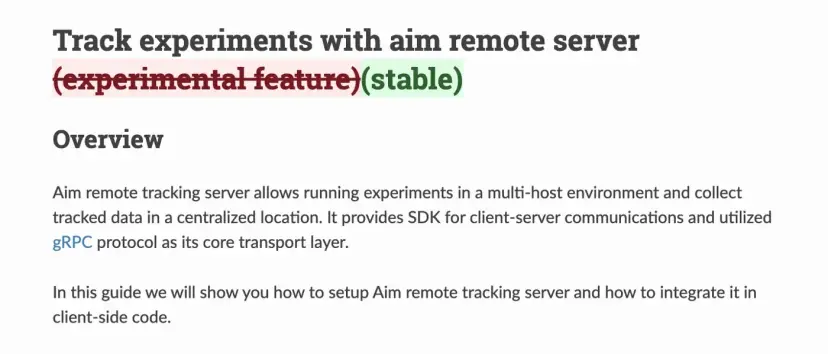 Track experiments with aim remote server
(experimental feature)(stable)
Overview
Aim remote tracking server allows running experiments in a multi-host environment and collect
tracked data in a centralized location. It provides SDK for client-server communications and utilized
gRPC protocol as its core transport layer.
In this guide we will show you how to setup Aim remote tracking server and how to integrate it in
client-side code.